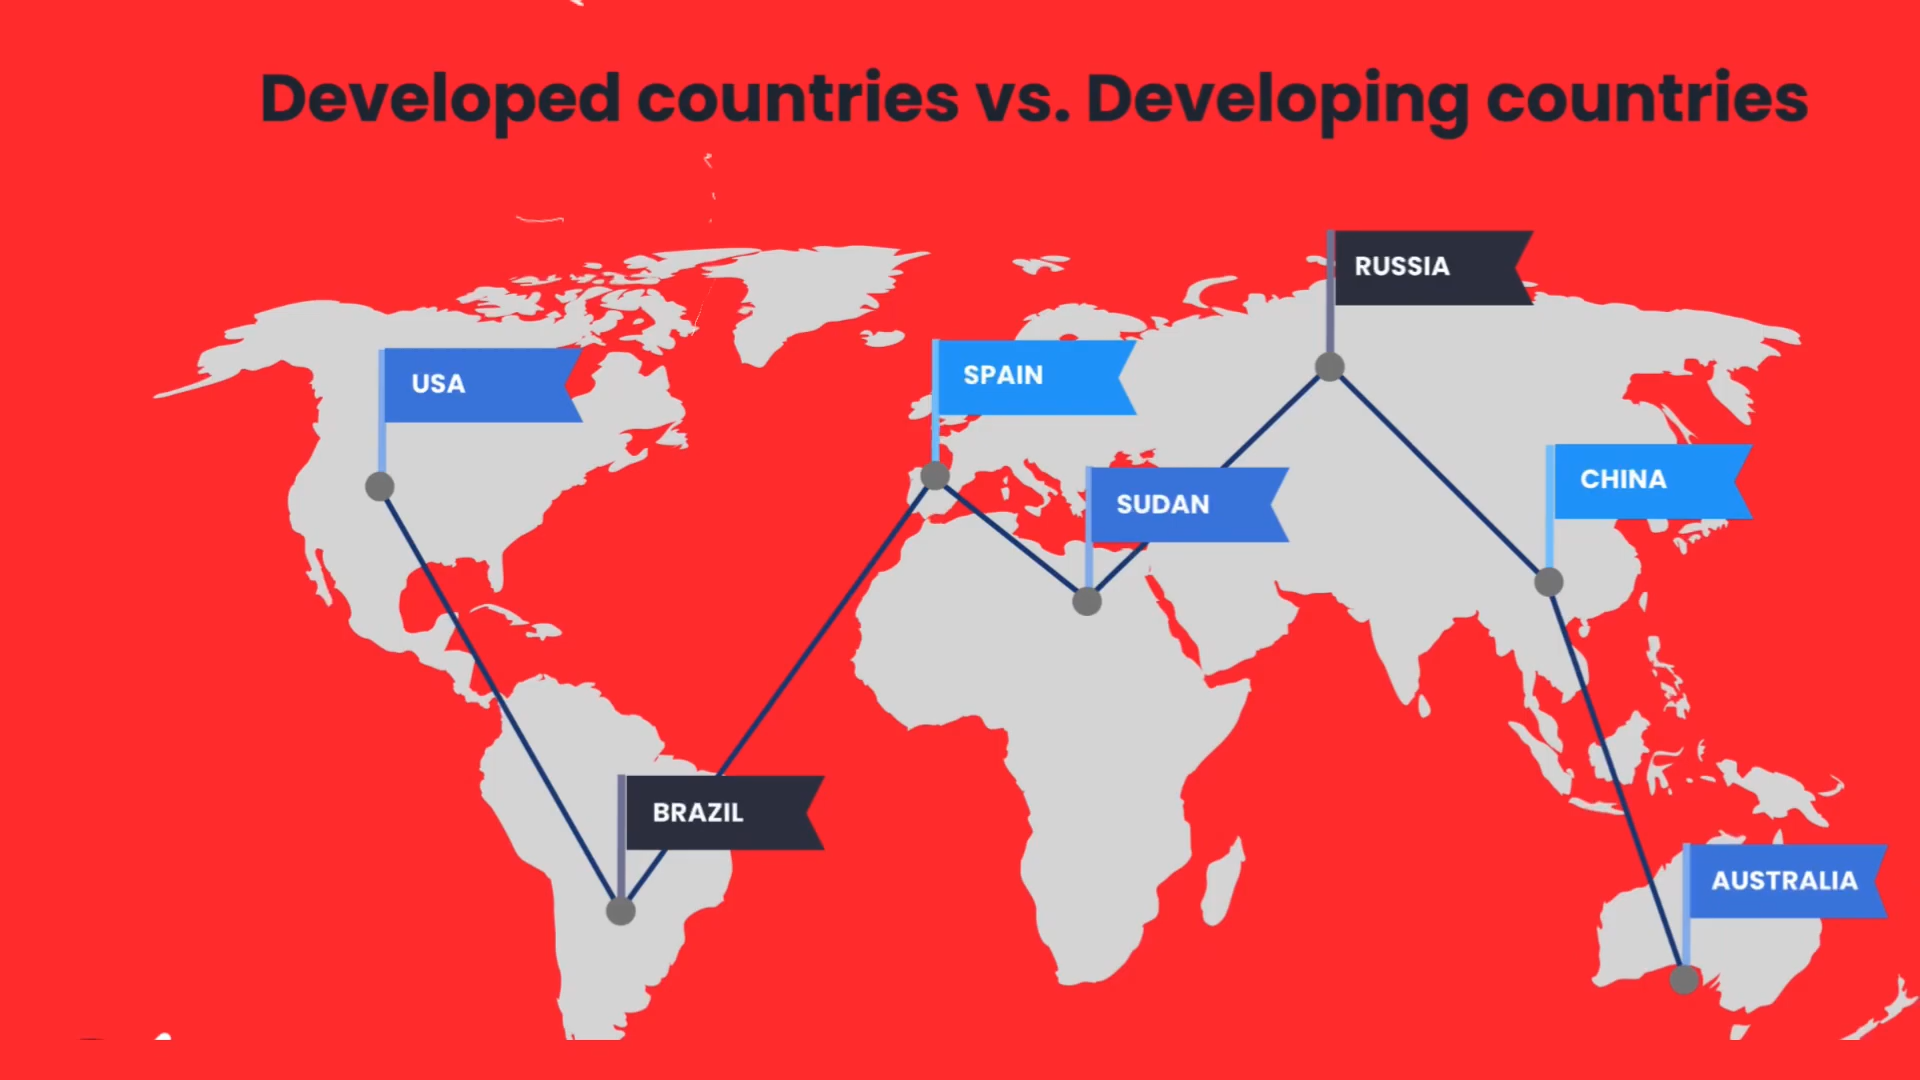 Developed countries vs. Developing countries
RUSSIA
USA
SPAIN
SUDAN
CHINA
BRAZIL
AUSTRALIA